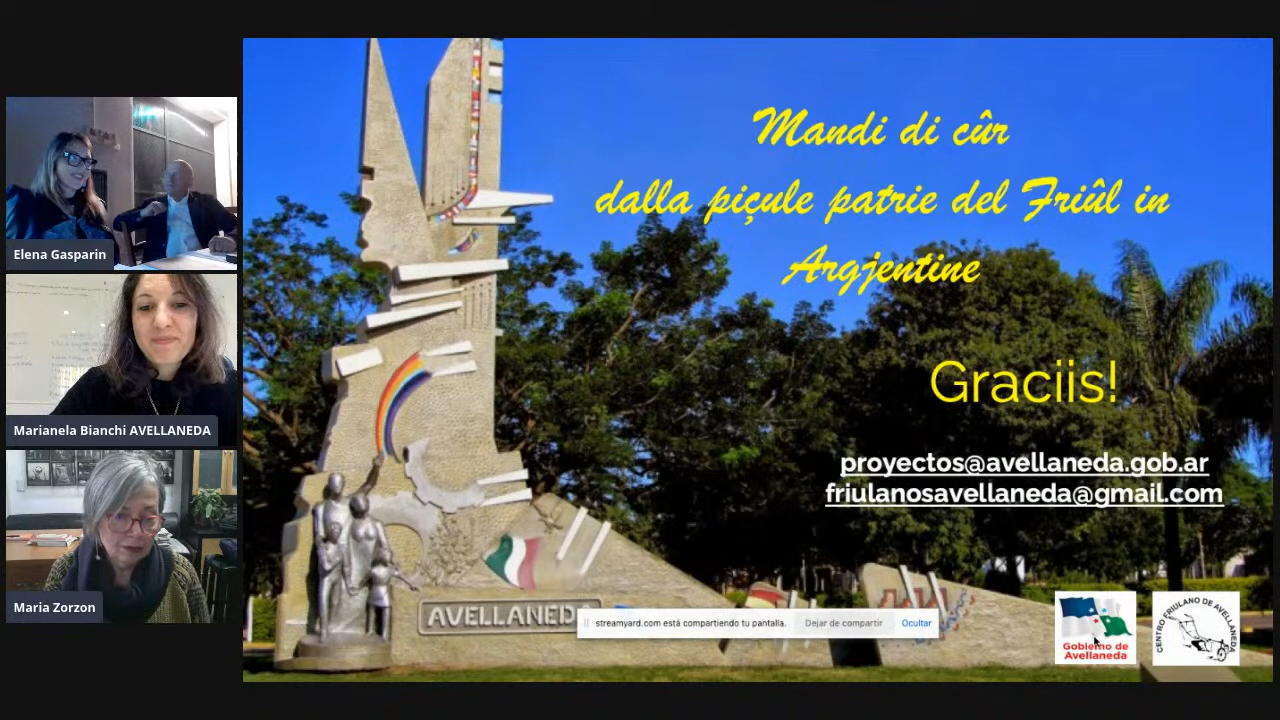 Elena Gasparin
Marianela Bianchi AVELLANEDA
Maria Zorzon
Mandi di cûr
dalla piçule patrie del Friûl in
Argjentine
Graciis!
proyectos@avellaneda.gob.ar
friulanosavellaneda@gmail.com
AVELLANED
streamyard.com está compartiendo tu pantalla.
Dejar de compartir
Ocultar
Gobierno de
Avellaneda
CENTRO FRIULANO DE AVELLANEDA